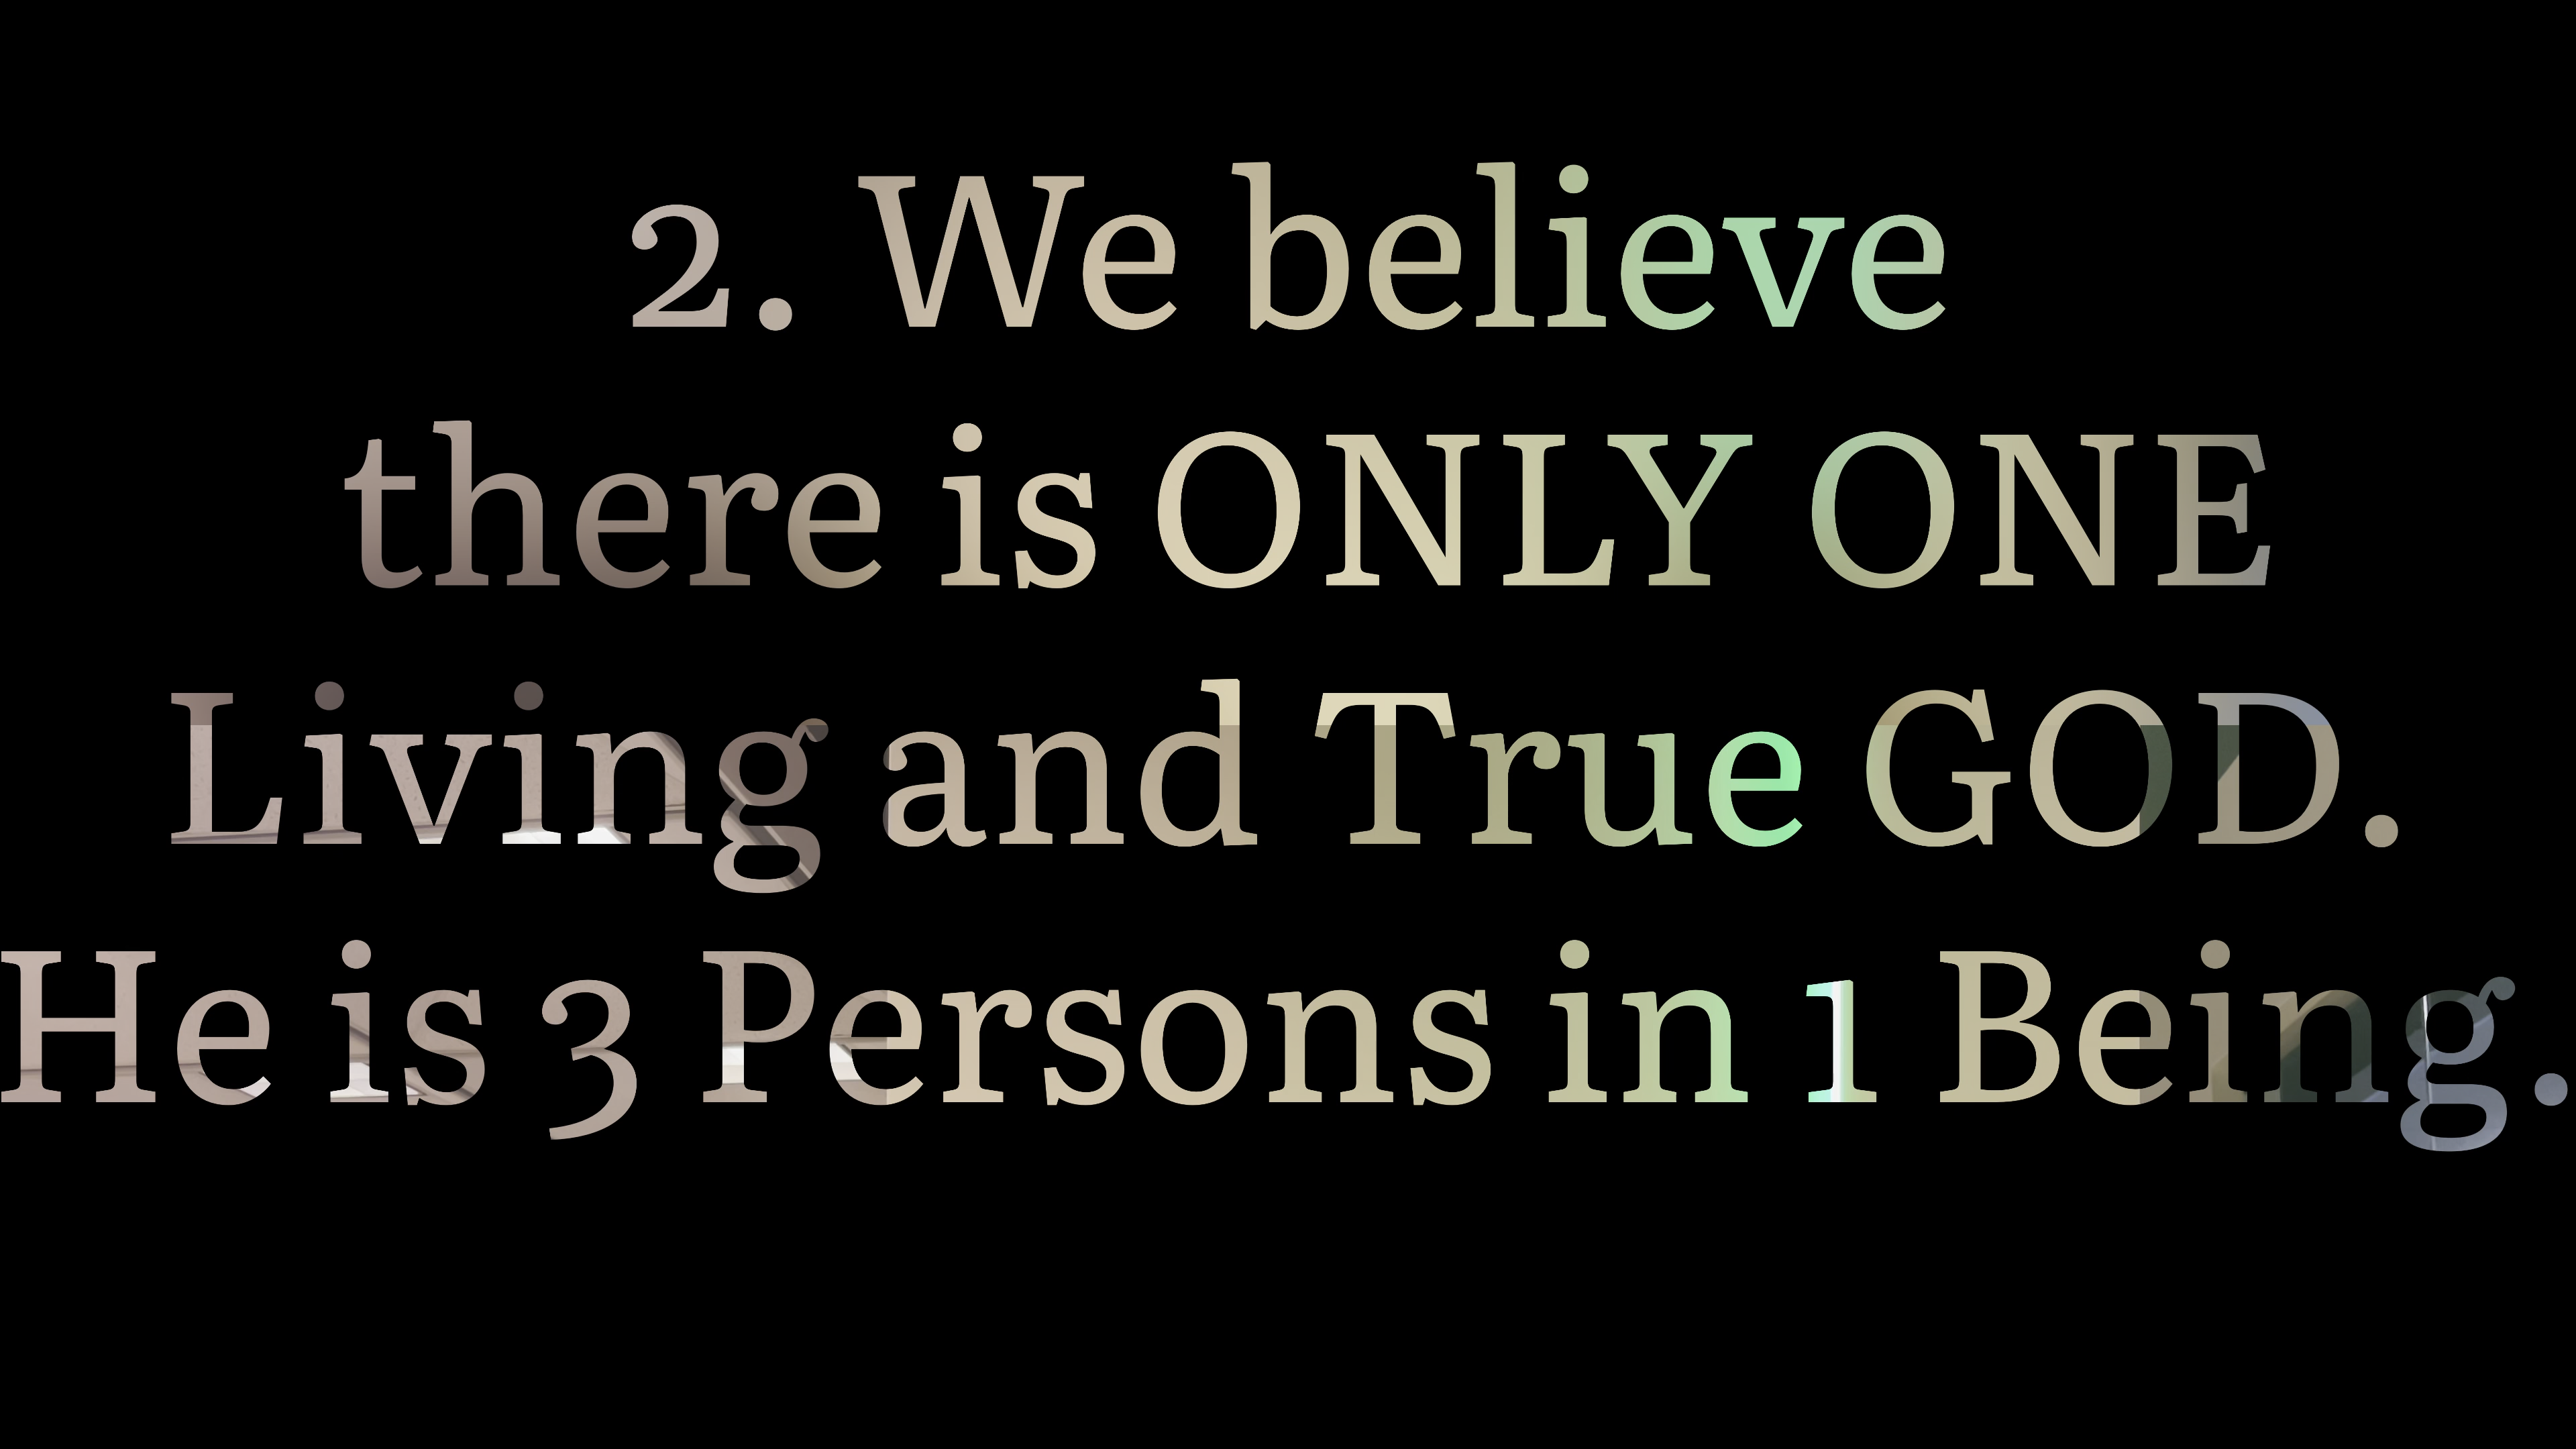 2. We believe
there is ONLY ONE
Living and True GOD.
He is 3 Persons in 1 Being.